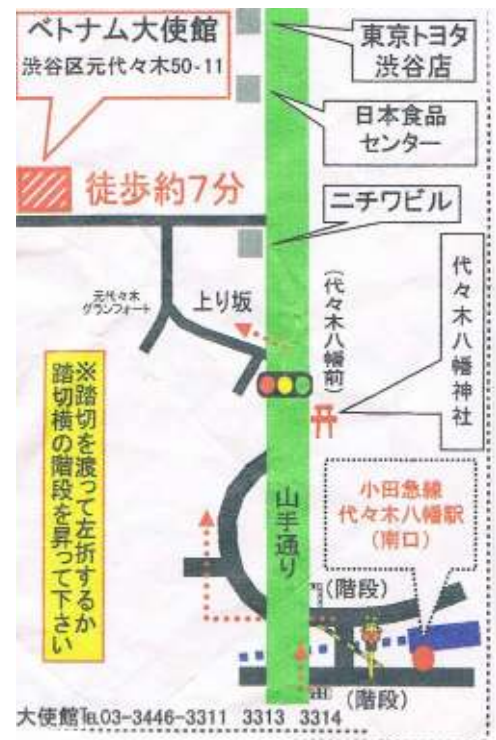 ベトナム大使館
渋谷区元代々木50-11
東京トヨタ
渋谷店
日本食品
センター
徒歩約7分
ニチワビル
元代々木
グランフォート
上り坂
(代々木八幡前)
代々木八幡神社
※踏切を渡って左折するか
踏切横の階段を昇って下さい
山手通り
小田急線
代々木八幡駅
(南口)
(階段)
(階段)
大使館℡03-3446-3311 3313 3314